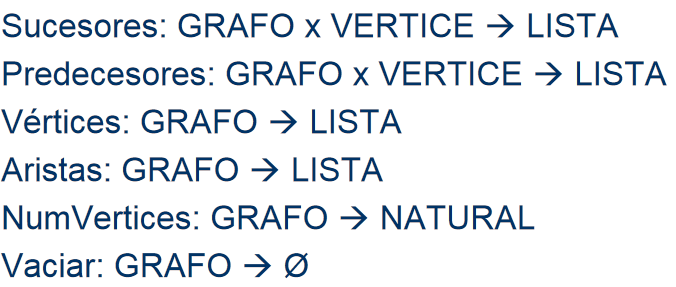 Sucesores: GRAFO x VERTICE → LISTA
Predecesores: GRAFO x VERTICE → LISTA
Vértices: GRAFO → LISTA
Aristas: GRAFO → LISTA
NumVertices: GRAFO → NATURAL
Vaciar: GRAFO → Ø